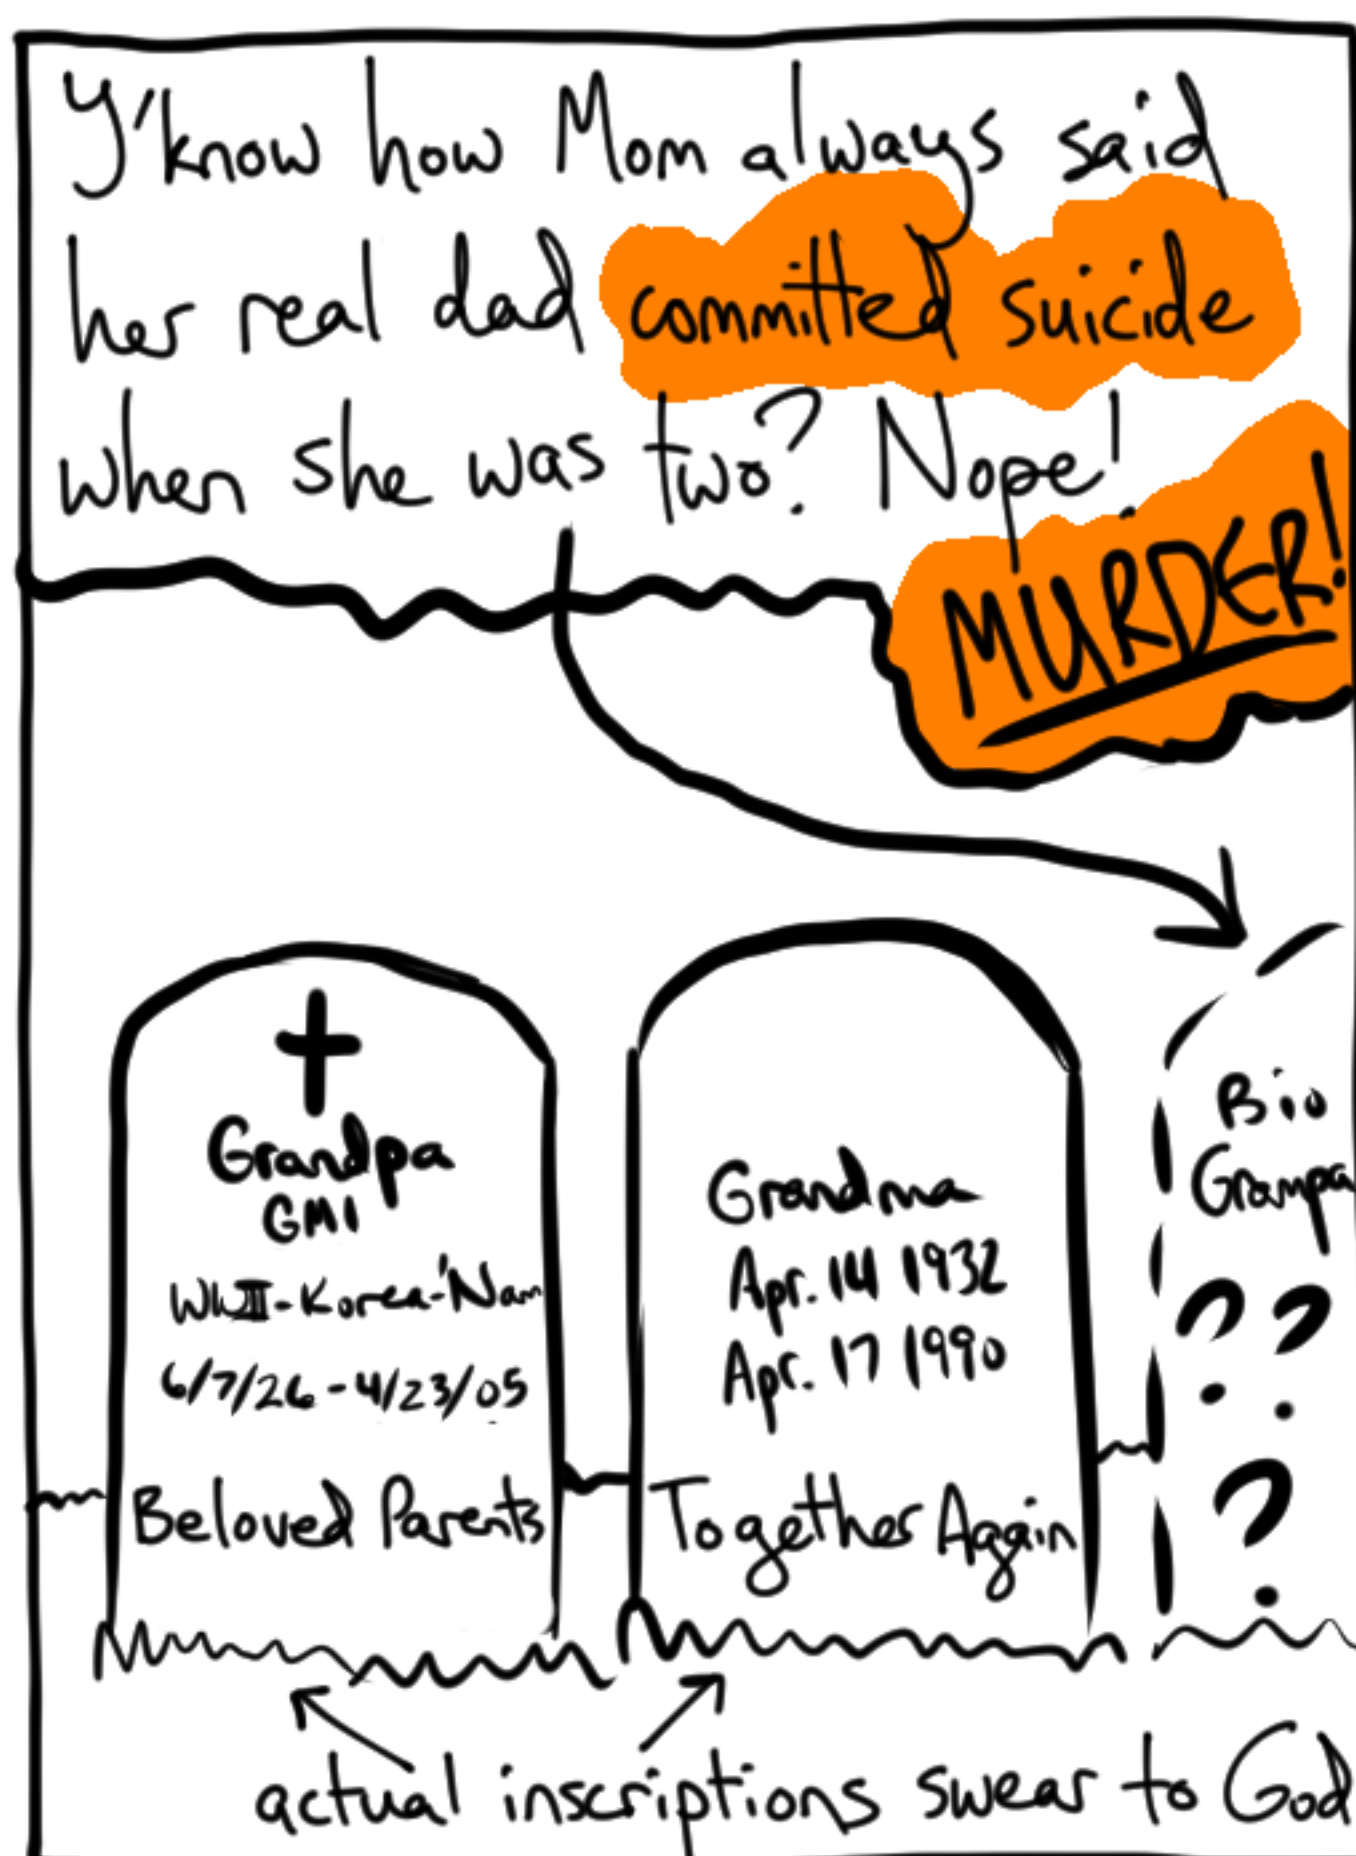 Y'know how Mom always said
her real dad committed suicide
when she was two? Nope!
MURDER!
Grandpa
GM1
WWII-Korea-'Nam
6/7/26-4/23/05
Beloved Parents
Grandma
Apr. 14 1932
Apr. 17 1990
Together Again
Bio
Grampa
? ?
?
actual inscriptions swear to God